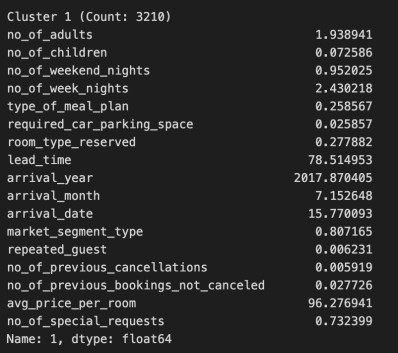 Cluster 1 (Count: 3210)
no_of_adults 1.938941
no_of_children 0.072586
no_of_weekend_nights 0.952025
no_of_week_nights 2.430218
type_of_meal_plan 0.258567
required_car_parking_space 0.025857
room_type_reserved 0.277882
lead_time 78.514953
arrival_year 2017.870405
arrival_month 7.152648
arrival_date 15.770093
market_segment_type 0.807165
repeated_guest 0.006231
no_of_previous_cancellations 0.005919
no_of_previous_bookings_not_canceled 0.027726
avg_price_per_room 96.276941
no_of_special_requests 0.732399
Name: 1, dtype: float64